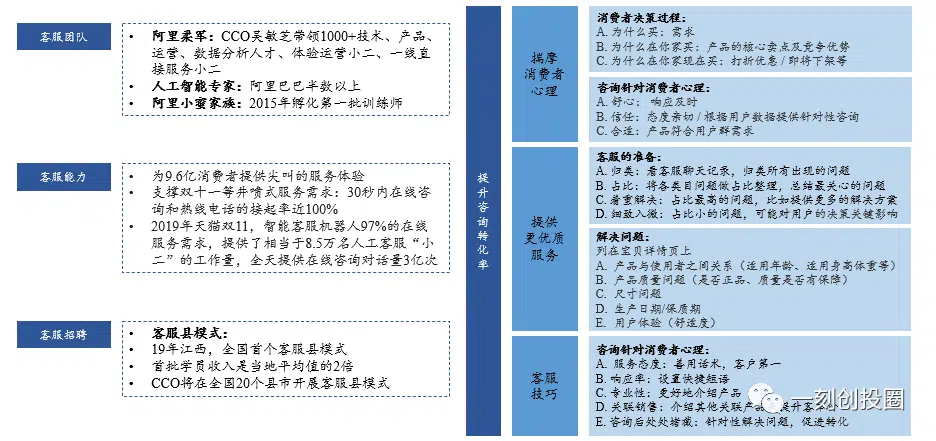 客服团队
• 阿里柔军：CCO吴敏芝带领1000+技术、产品、
运营、数据分析人才、体验运营小二、一线直
接服务小二
• 人工智能专家：阿里巴巴半数以上
• 阿里小蜜家族：2015年孵化第一批训练师
客服能力
• 为9.6亿消费者提供尖叫的服务体验
• 支撑双十一等井喷式服务需求：30秒内在线咨
询和热线电话的接起率近100%
• 2019年天猫双11，智能客服机器人97%的在线
服务需求，提供了相当于8.5万名人工客服“小
二”的工作量，全天提供在线咨询对话量3亿次
客服招聘
• 客服县模式：
• 19年江西，全国首个客服县模式
• 首批学员收入是当地平均值的2倍
• CCO将在全国20个县市开展客服县模式
提升咨询转化率
揣摩
消费者
心理
消费者决策过程：
A. 为什么买：需求
B. 为什么在你家买：产品的核心卖点及竞争优势
C. 为什么在你家现在买：打折优惠 / 即将下架等
咨询针对消费者心理：
A. 舒心： 响应及时
B. 信任：态度亲切 / 根据用户数据提供针对性咨询
C. 合适：产品符合用户群需求
提供
更优质
服务
客服的准备：
A. 归类：看客服聊天记录，归类所有出现的问题
B. 占比：将各类目问题做占比整理，总结最关心的问题
C. 着重解决：占比最高的问题，比如提供更多的解决方案
D. 细致入微：占比小的问题，可能对用户的决策关键影响
解决问题：
列在宝贝详情页上
A. 产品与使用者之间关系（适用年龄、适用身高体重等）
B. 产品质量问题（是否正品、质量是否有保障）
C. 尺寸问题
D. 生产日期/保质期
E. 用户体验（舒适度）
客服
技巧
咨询针对消费者心理：
A. 服务态度：善用话术，客户第一
B. 响应率：设置快捷短语
C. 专业性：更好地介绍产品
D. 关联销售：介绍其他关联产品 提升客
E. 咨询后处处堵截：针对性解决问题，促进转化
一刻创投圈